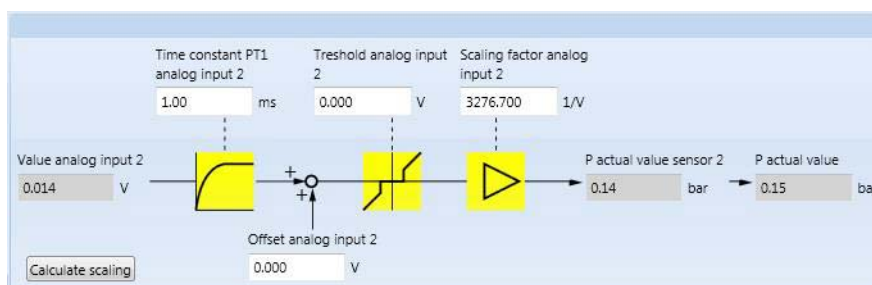 Time constant PT1 Treshold analog input Scaling factor analog
analog input 2 2 input 2
1.00 ms 0.000 V 3276.700 1/V
Value analog input 2 P actual value sensor 2 P actual value
0.014 V + + 0.14 bar 0.15 ba
Offset analog input 2
Calculate scaling 0.000 V